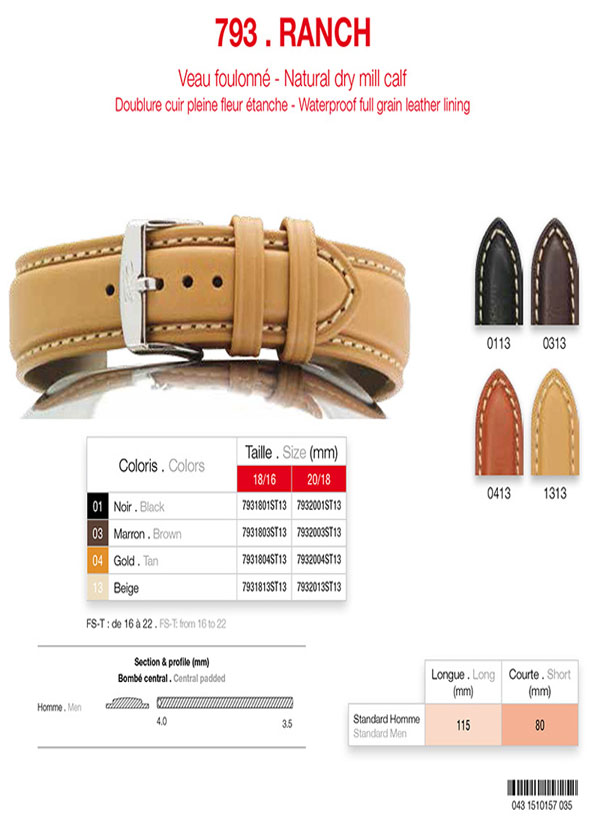 793 . RANCH
Veau foulonné - Natural dry mill calf
Doublure cuir pleine fleur étanche - Waterproof full grain leather lining
0113 0313
0413 1313
Coloris . Colors
Taille . Size (mm)
18/16 20/18
01 Noir . Black 7931801ST13 7932001ST13
03 Marron . Brown 7931803ST13 7932003ST13
04 Gold . Tan 7931804ST13 7932004ST13
13 Beige 7931813ST13 7932013ST13
FS-T : de 16 à 22 . FS-T: from 16 to 22
Section & profile (mm)
Bombé central . Central padded
Homme . Men
4.0 3.5
Longue . Long (mm)
Courte . Short (mm)
Standard Homme 115 80
Standard Men
043 1510157 035